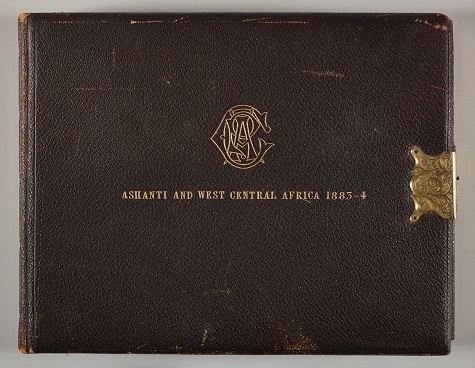 ASHANTI AND WEST CENTRAL AFRICA 1883-4